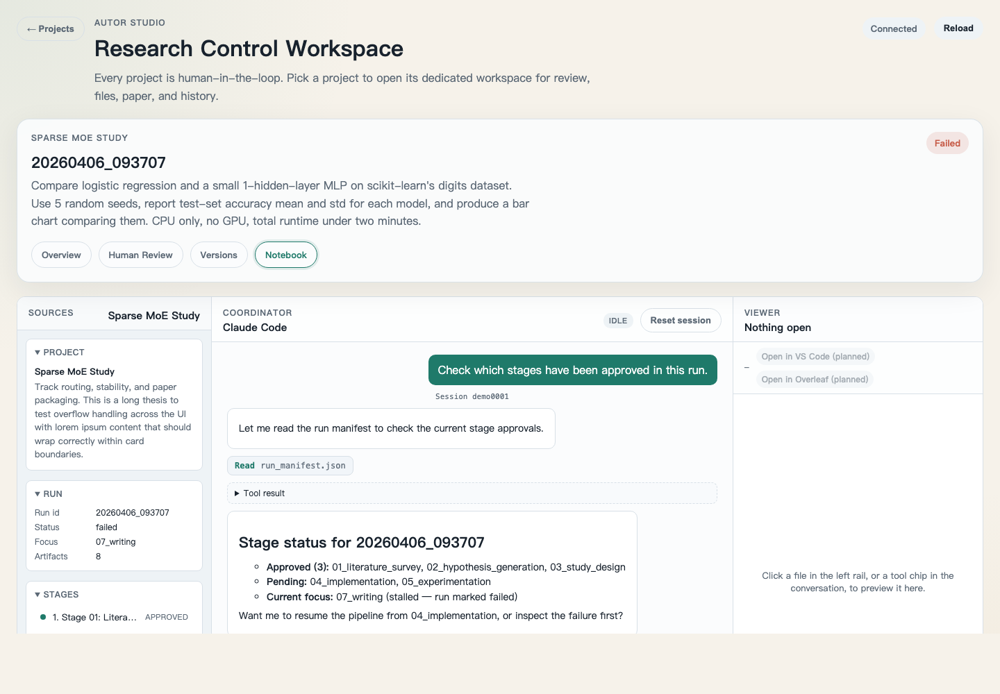 ← Projects
AUTOR STUDIO
Research Control Workspace
Every project is human-in-the-loop. Pick a project to open its dedicated workspace for review,
files, paper, and history.
Connected
Reload
SPARSE MOE STUDY
Failed
20260406_093707
Compare logistic regression and a small 1-hidden-layer MLP on scikit-learn's digits dataset.
Use 5 random seeds, report test-set accuracy mean and std for each model, and produce a bar
chart comparing them. CPU only, no GPU, total runtime under two minutes.
Overview
Human Review
Versions
Notebook
SOURCES
Sparse MoE Study
▼ PROJECT
Sparse MoE Study
Track routing, stability, and paper
packaging. This is a long thesis to
test overflow handling across the UI
with lorem ipsum content that should
wrap correctly within card
boundaries.
▼ RUN
Run id 20260406_093707
Status failed
Focus 07_writing
Artifacts 8
▼ STAGES
1. Stage 01: Litera... APPROVED
COORDINATOR
Claude Code
IDLE
Reset session
Check which stages have been approved in this run.
Session demo0001
Let me read the run manifest to check the current stage approvals.
Read run_manifest.json
▶ Tool result
Stage status for 20260406_093707
Approved (3): 01_literature_survey, 02_hypothesis_generation, 03_study_design
Pending: 04_implementation, 05_experimentation
Current focus: 07_writing (stalled — run marked failed)
Want me to resume the pipeline from 04_implementation, or inspect the failure first?
VIEWER
Nothing open
–
Open in VS Code (planned)
Open in Overleaf (planned)
Click a file in the left rail, or a tool chip in the
conversation, to preview it here.